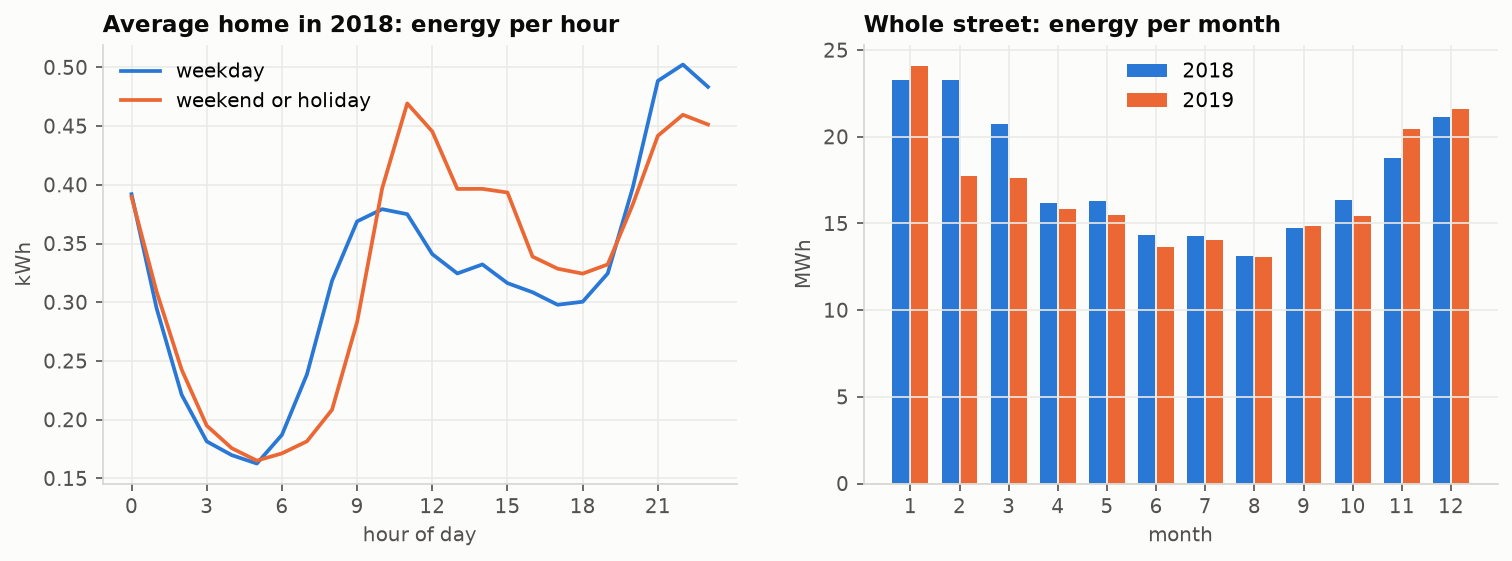 Average home in 2018: energy per hour
weekday
weekend or holiday
kWh
0.50
0.45
0.40
0.35
0.30
0.25
0.20
0.15
0 3 6 9 12 15 18 21
hour of day
Whole street: energy per month
2018
2019
MWh
25
20
15
10
5
0
1 2 3 4 5 6 7 8 9 10 11 12
month